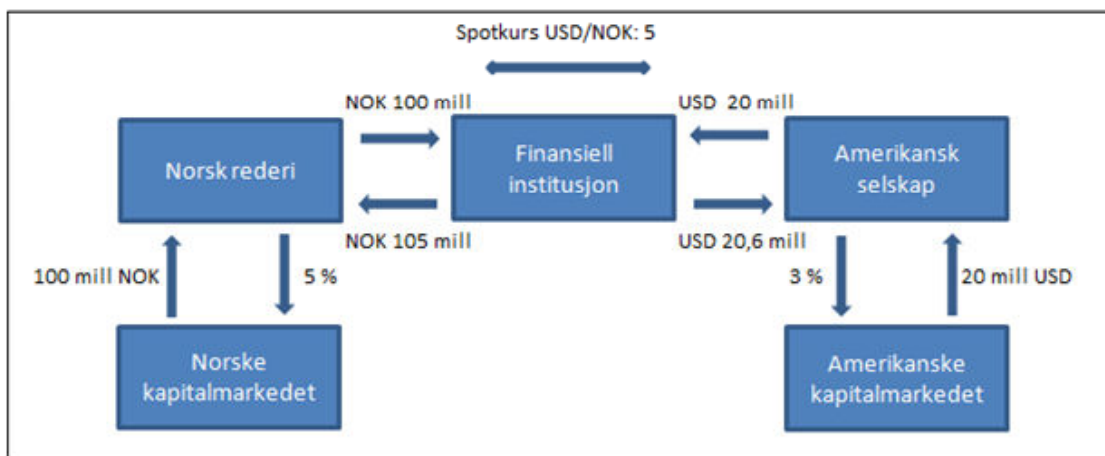 Spotkurs USD/NOK: 5
NOK 100 mill
USD 20 mill
Norsk rederi
Finansiell
institusjon
Amerikansk
selskap
NOK 105 mill
USD 20,6 mill
100 mill NOK
5 %
3 %
20 mill USD
Norske
kapitalmarkedet
Amerikanske
kapitalmarkedet